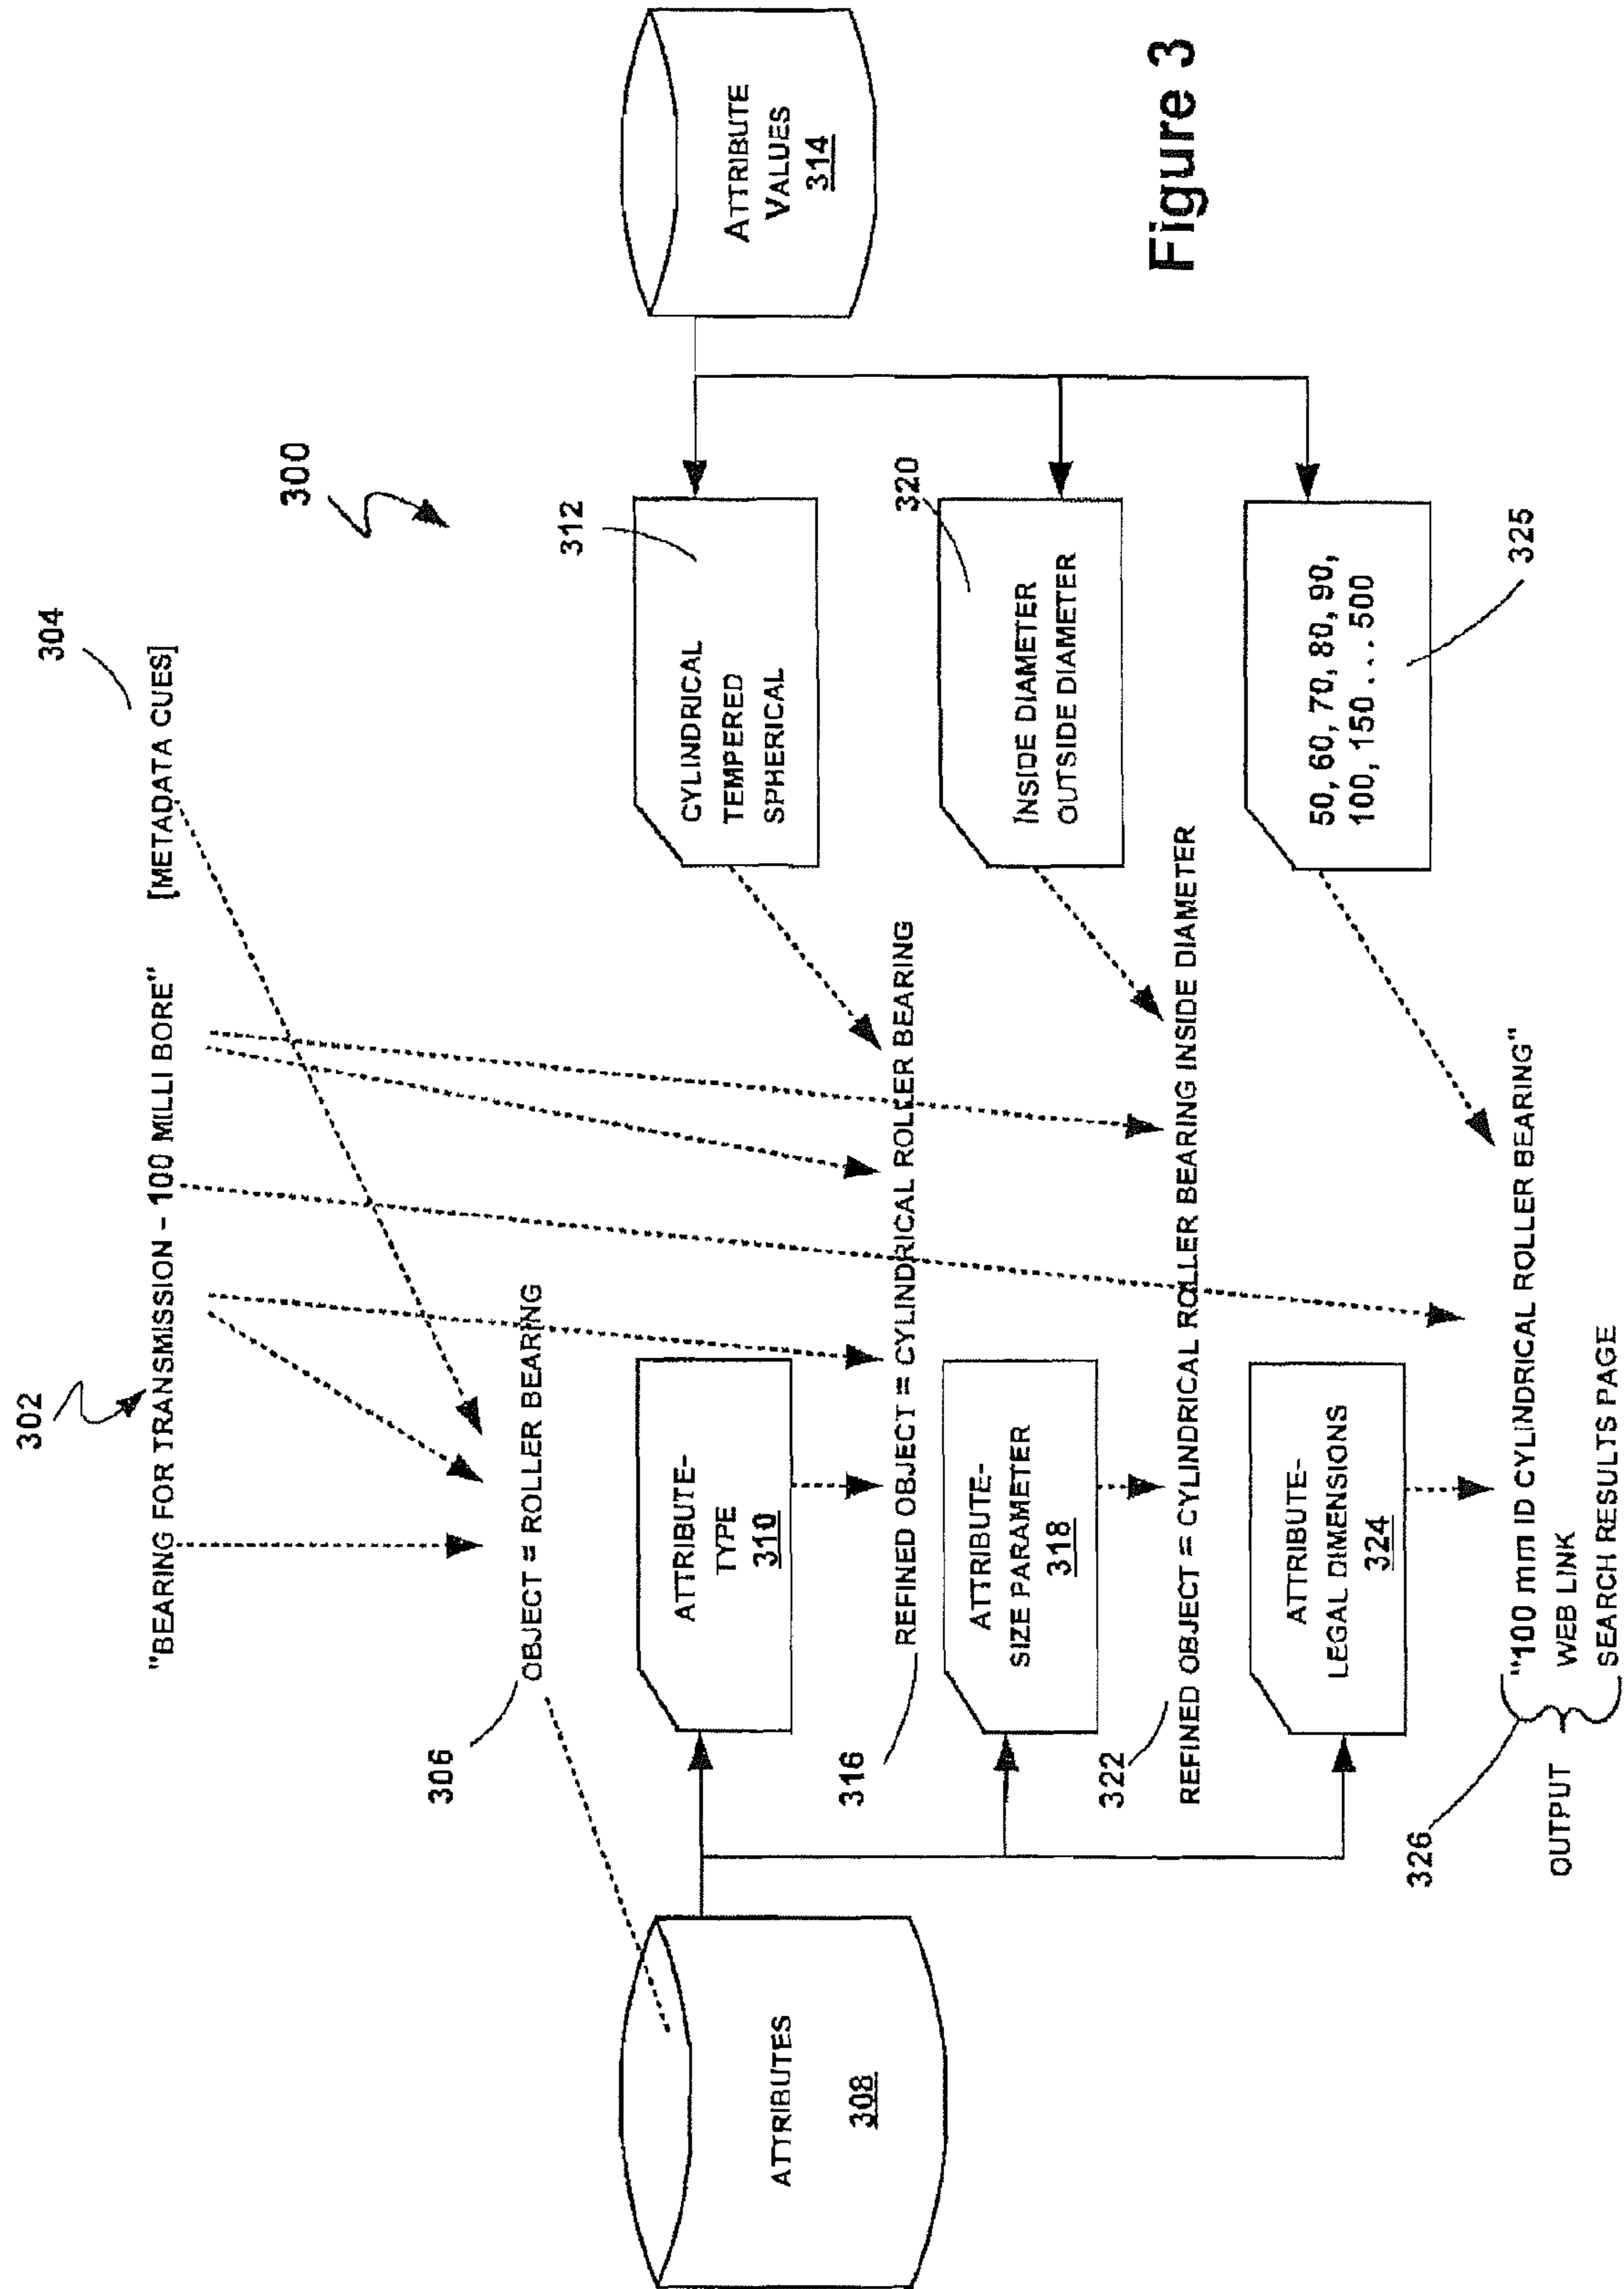 304
302
"BEARING FOR TRANSMISSION – 100 MILLI BORE" [METADATA CUES]
300
306
OBJECT = ROLLER BEARING
312
ATTRIBUTES
308
ATTRIBUTE-
TYPE
310
CYLINDRICAL
TEMPERED
SPHERICAL
ATTRIBUTE
VALUES
314
316
REFINED OBJECT = CYLINDRICAL ROLLER BEARING
320
ATTRIBUTE-
SIZE PARAMETER
318
INSIDE DIAMETER
OUTSIDE DIAMETER
322
REFINED OBJECT = CYLINDRICAL ROLLER BEARING INSIDE DIAMETER
Figure 3
ATTRIBUTE-
LEGAL DIMENSIONS
324
50, 60, 70, 80, 90,
100, 150 . . . . 500
325
326
OUTPUT
"100 mm ID CYLINDRICAL ROLLER BEARING"
WEB LINK
SEARCH RESULTS PAGE